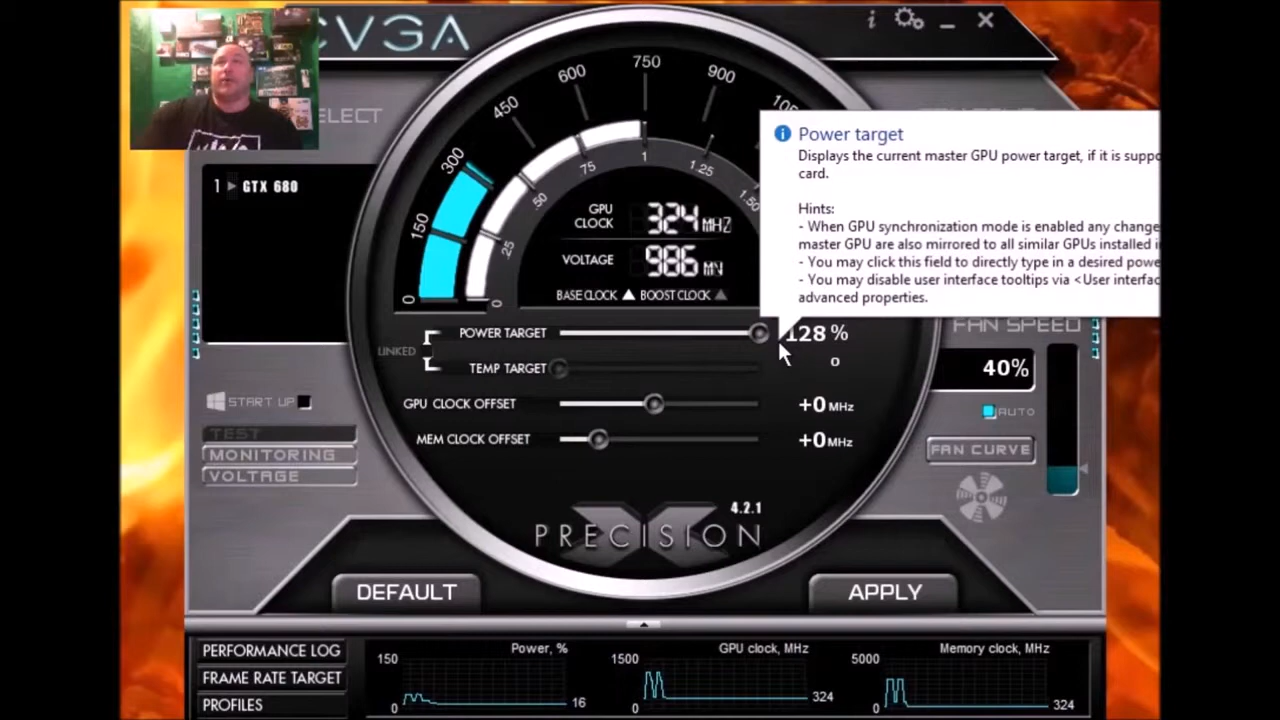 EVGA
i
ELECT
1 GTX 680
750
600
900
450
300
150
0
1
.75
1.25
.50
1.50
.25
0
GPU CLOCK 324 MHZ
VOLTAGE 986 MV
BASE CLOCK BOOST CLOCK
Power target
Displays the current master GPU power target, if it is suppo
card.
Hints:
- When GPU synchronization mode is enabled any change
master GPU are also mirrored to all similar GPUs installed i
- You may click this field to directly type in a desired powe
- You may disable user interface tooltips via <User interfac
advanced properties.
LINKED
POWER TARGET 128 %
TEMP TARGET o
GPU CLOCK OFFSET +0 MHz
MEM CLOCK OFFSET +0 MHz
FAN SPEED
40%
AUTO
FAN CURVE
START UP
TEST
MONITORING
VOLTAGE
4.2.1
PRECISION
DEFAULT
APPLY
PERFORMANCE LOG
FRAME RATE TARGET
PROFILES
Power, %
150
0
16
GPU clock, MHz
1500
0
324
Memory clock, MHz
5000
0
324